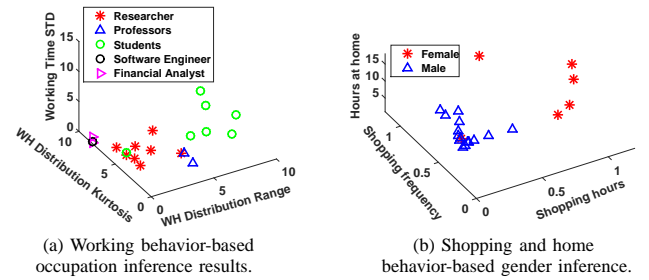 Researcher
Professors
Students
Software Engineer
Financial Analyst
Working Time STD
15
10
5
0
10
5
0
0
5
10
WH Distribution Kurtosis
WH Distribution Range
Female
Male
Hours at home
15
10
5
1
0.5
0
0
0.5
1
Shopping frequency
Shopping hours
(a) Working behavior-based
occupation inference results.
(b) Shopping and home
behavior-based gender inference.